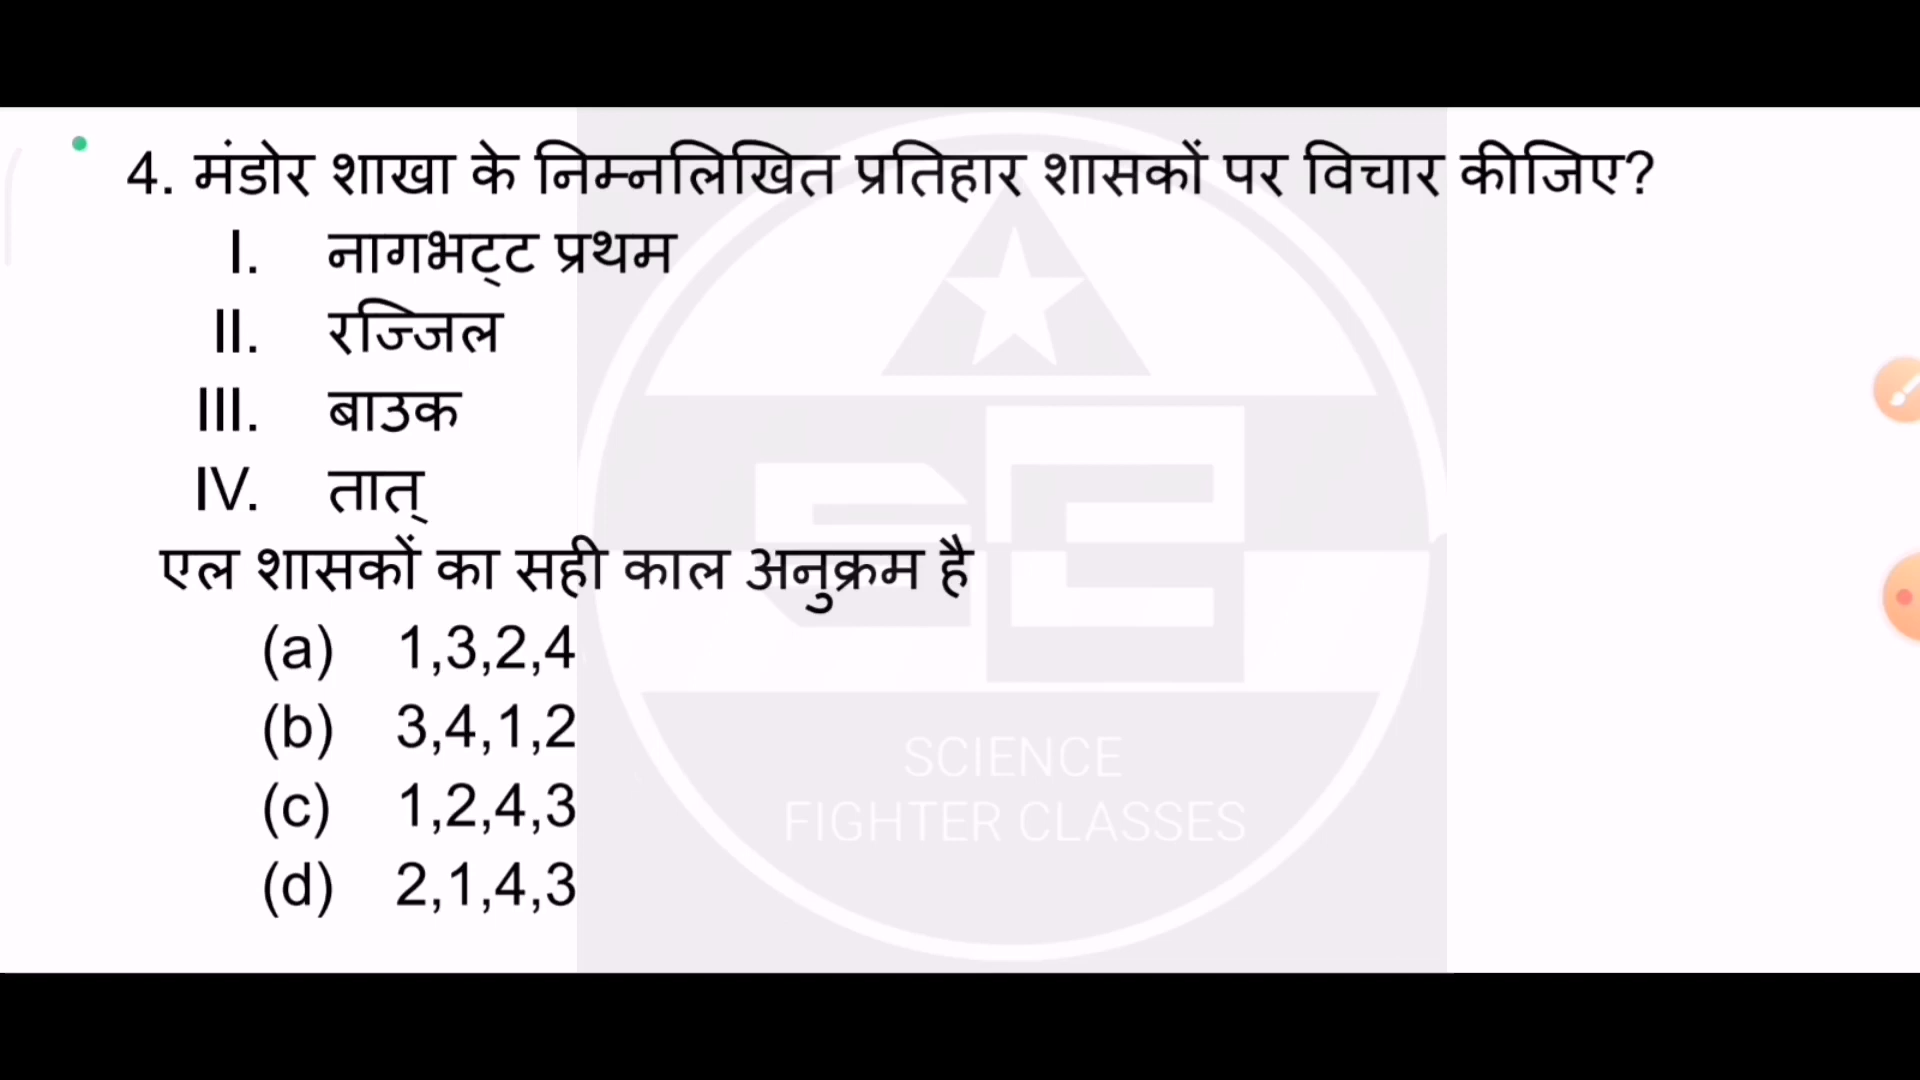 4. मंडोर शाखा के निम्नलिखित प्रतिहार शासकों पर विचार कीजिए?
I. नागभट्ट प्रथम
II. रज्जिल
III. बाउक
IV. तात्
एल शासकों का सही काल अनुक्रम है
(a) 1,3,2,4
(b) 3,4,1,2
(c) 1,2,4,3
(d) 2,1,4,3
SCIENCE
FIGHTER CLASSES